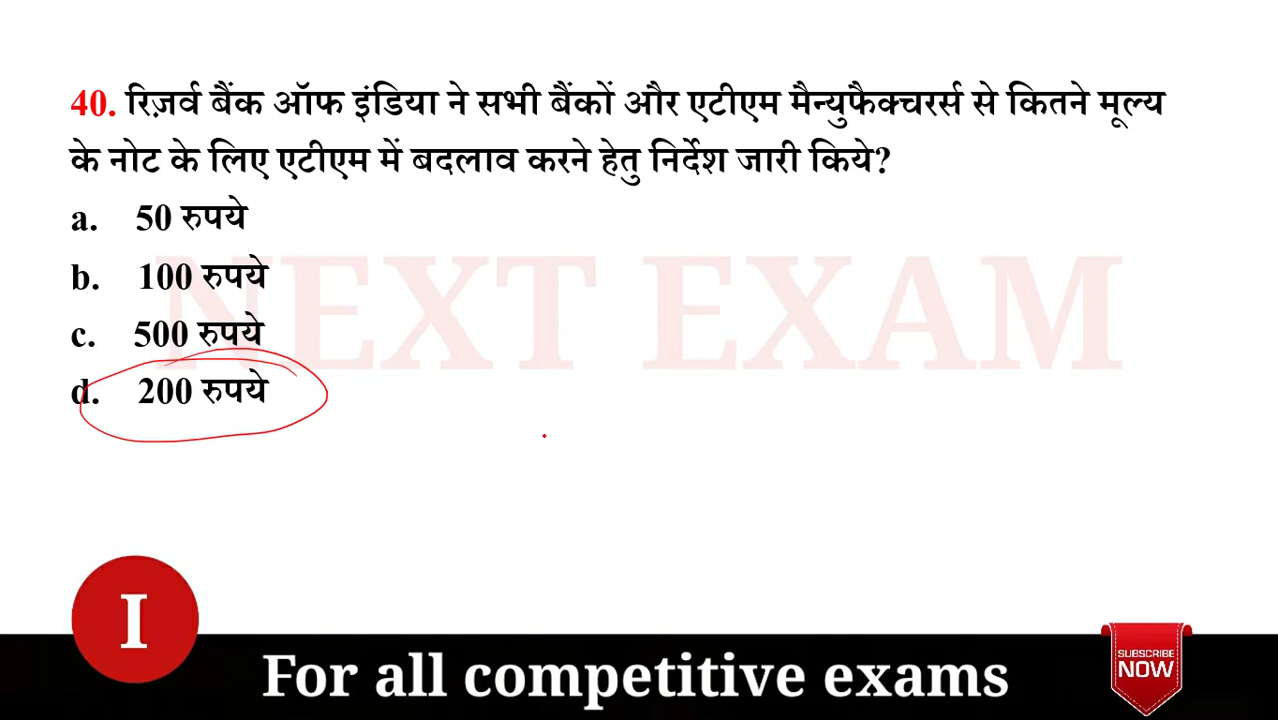 40. रिज़र्व बैंक ऑफ इंडिया ने सभी बैंकों और एटीएम मैन्युफैक्चरर्स से कितने मूल्य
के नोट के लिए एटीएम में बदलाव करने हेतु निर्देश जारी किये?
a. 50 रुपये
b. 100 रुपये
c. 500 रुपये
d. 200 रुपये
NEXT EXAM
I
For all competitive exams
SUBSCRIBE
NOW